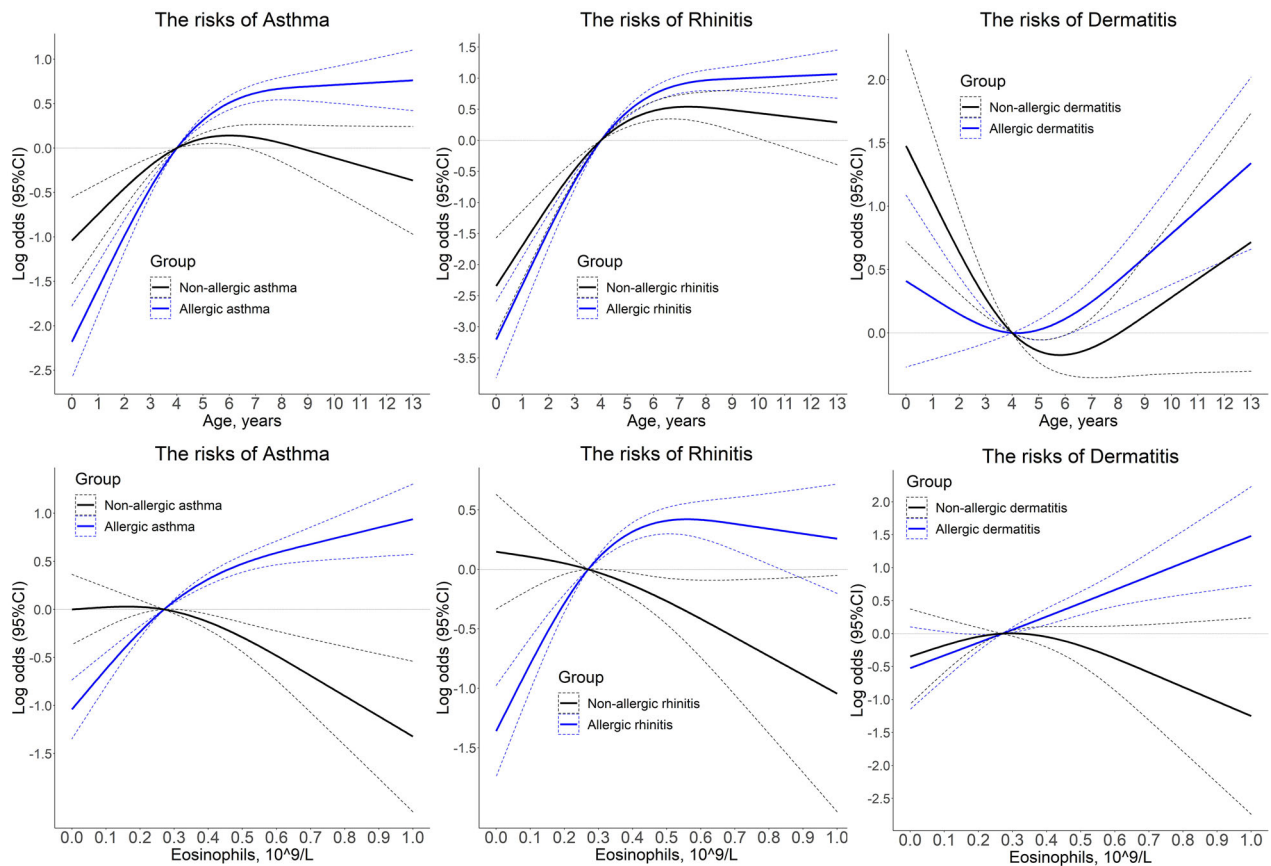 The risks of Asthma
Log odds (95%CI)
1.0
0.5
0.0
-0.5
-1.0
-1.5
-2.0
-2.5
Group
Non-allergic asthma
Allergic asthma
0 1 2 3 4 5 6 7 8 9 10 11 12 13
Age, years
The risks of Rhinitis
Log odds (95%CI)
1.5
1.0
0.5
0.0
-0.5
-1.0
-1.5
-2.0
-2.5
-3.0
-3.5
Group
Non-allergic rhinitis
Allergic rhinitis
0 1 2 3 4 5 6 7 8 9 10 11 12 13
Age, years
The risks of Dermatitis
Log odds (95%CI)
2.0
1.5
1.0
0.5
0.0
Group
Non-allergic dermatitis
Allergic dermatitis
0 1 2 3 4 5 6 7 8 9 10 11 12 13
Age, years
The risks of Asthma
Log odds (95%CI)
1.0
0.5
0.0
-0.5
-1.0
-1.5
Group
Non-allergic asthma
Allergic asthma
0.0 0.1 0.2 0.3 0.4 0.5 0.6 0.7 0.8 0.9 1.0
Eosinophils, 10^9/L
The risks of Rhinitis
Log odds (95%CI)
0.5
0.0
-0.5
-1.0
-1.5
Group
Non-allergic rhinitis
Allergic rhinitis
0.0 0.1 0.2 0.3 0.4 0.5 0.6 0.7 0.8 0.9 1.0
Eosinophils, 10^9/L
The risks of Dermatitis
Log odds (95%CI)
2.0
1.5
1.0
0.5
0.0
-0.5
-1.0
-1.5
-2.0
-2.5
Group
Non-allergic dermatitis
Allergic dermatitis
0.0 0.1 0.2 0.3 0.4 0.5 0.6 0.7 0.8 0.9 1.0
Eosinophils, 10^9/L